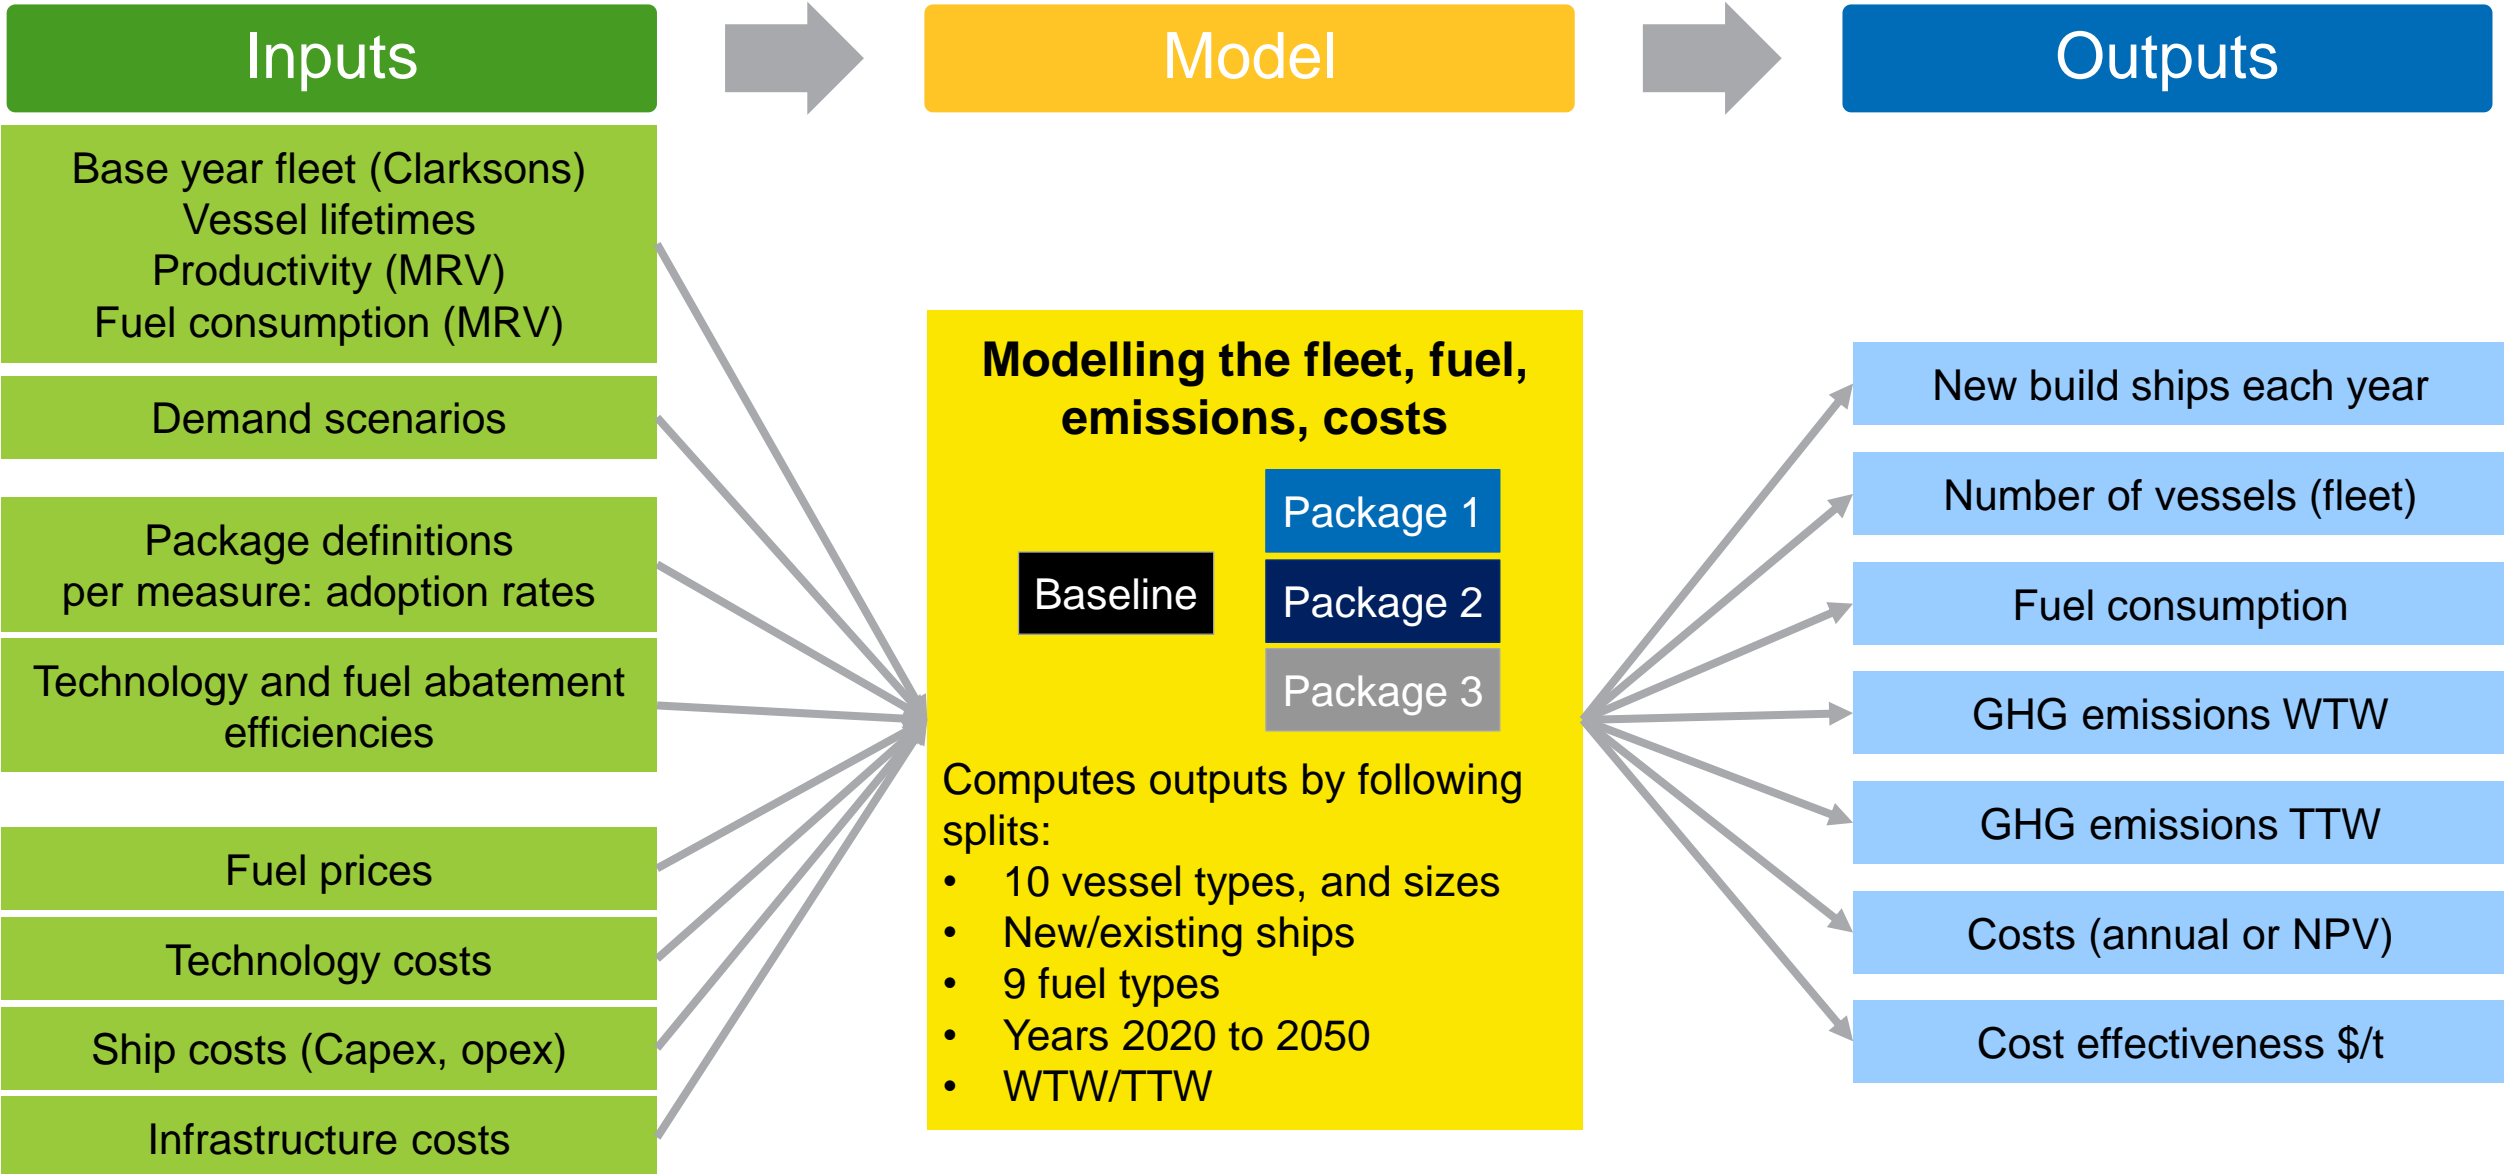 Inputs
Model
Outputs
Base year fleet (Clarksons)
Vessel lifetimes
Productivity (MRV)
Fuel consumption (MRV)
Demand scenarios
Package definitions
per measure: adoption rates
Technology and fuel abatement
efficiencies
Fuel prices
Technology costs
Ship costs (Capex, opex)
Infrastructure costs
Modelling the fleet, fuel,
emissions, costs
Baseline
Package 1
Package 2
Package 3
Computes outputs by following
splits:
• 10 vessel types, and sizes
• New/existing ships
• 9 fuel types
• Years 2020 to 2050
• WTW/TTW
New build ships each year
Number of vessels (fleet)
Fuel consumption
GHG emissions WTW
GHG emissions TTW
Costs (annual or NPV)
Cost effectiveness $/t